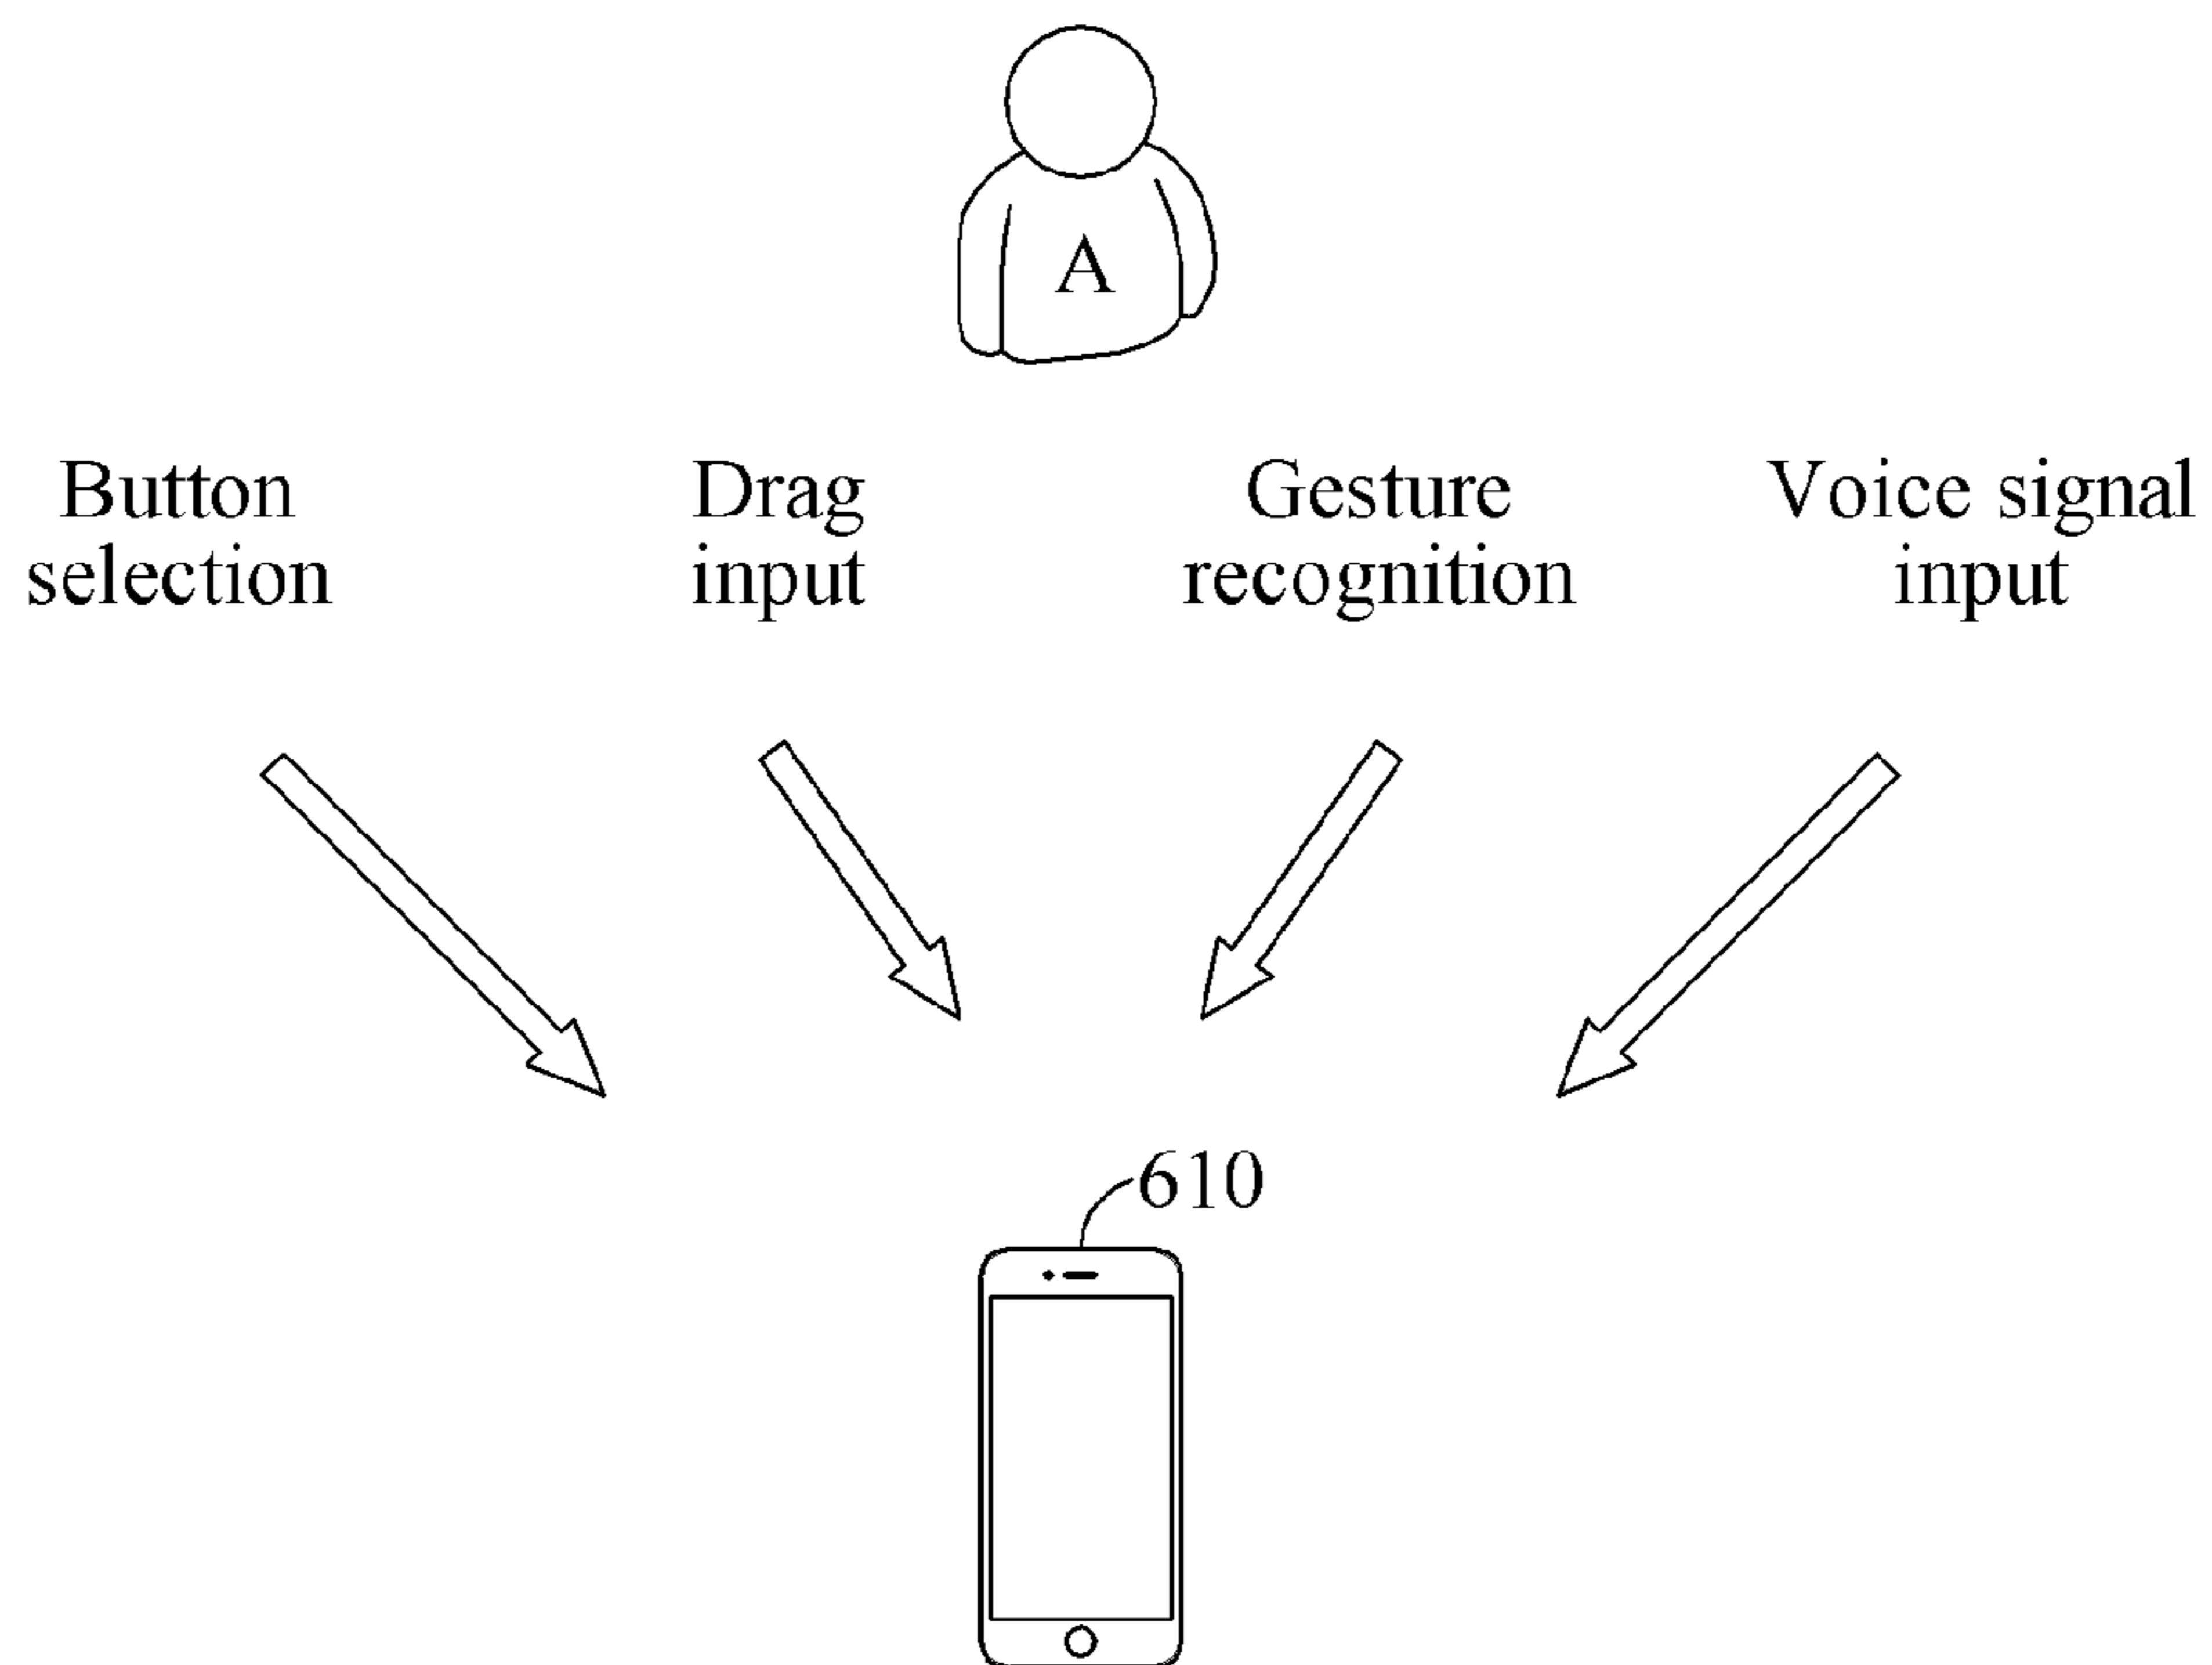 A
Button
selection
Drag
input
Gesture
recognition
Voice signal
input
610